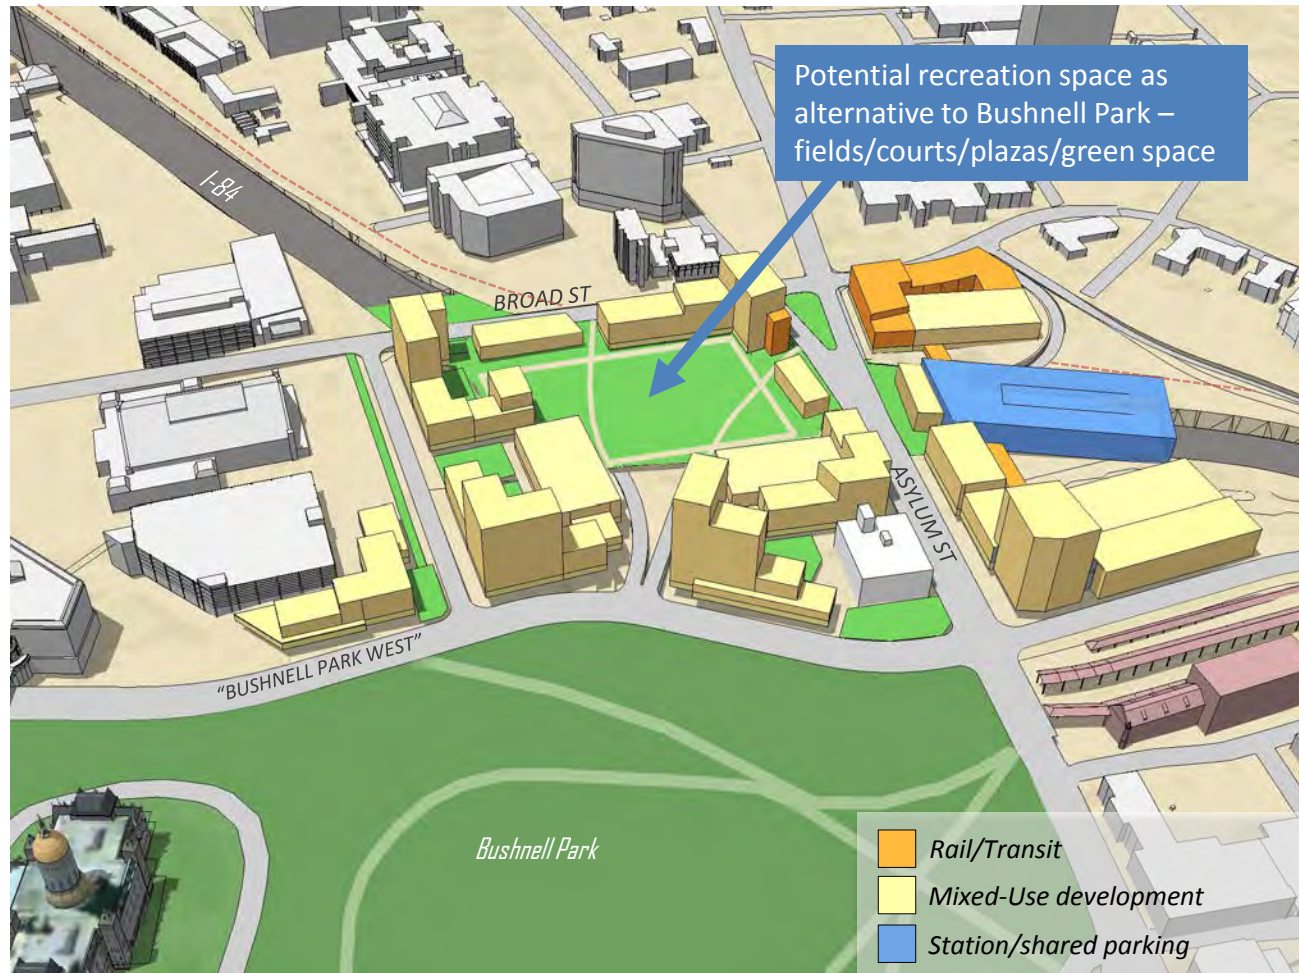 Potential recreation space as
alternative to Bushnell Park –
fields/courts/plazas/green space
I-84
BROAD ST
ASYLUM ST
"BUSHNELL PARK WEST"
Bushnell Park
Rail/Transit
Mixed-Use development
Station/shared parking